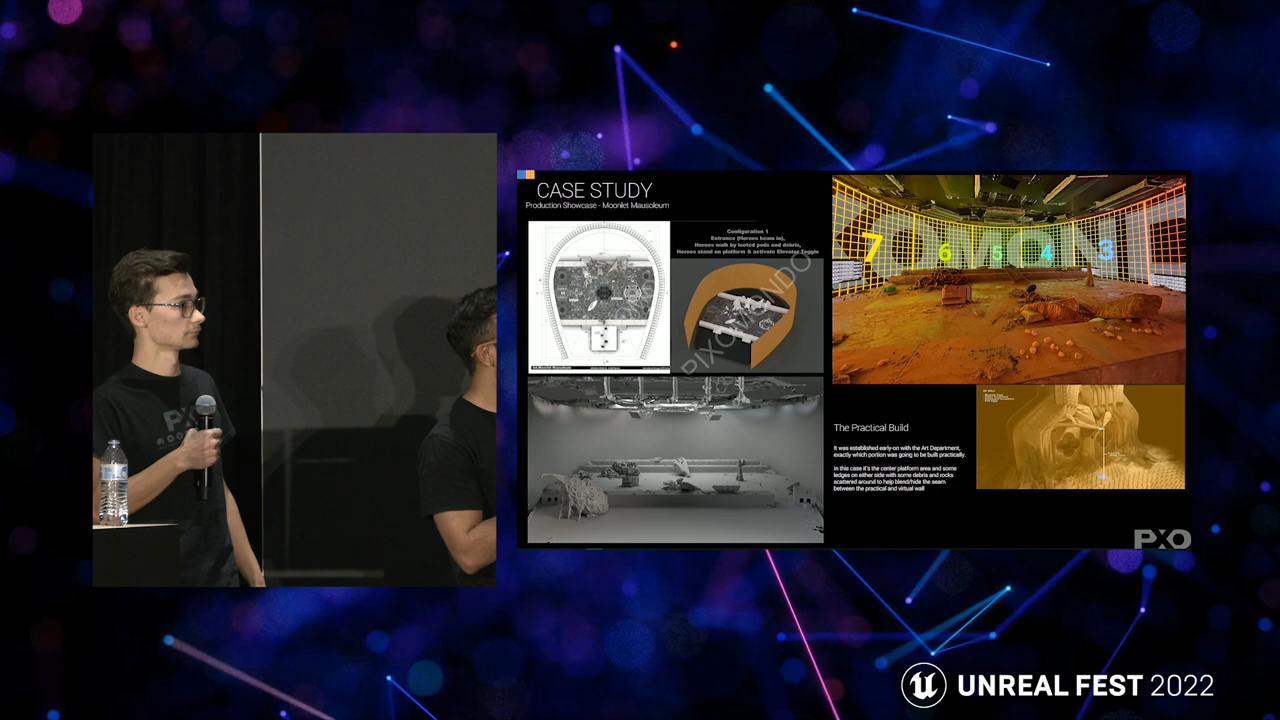 CASE STUDY
Production Showcase - Moonlet Mausoleum
Configuration 1
Entrance (Heroes beam in),
Heroes walk by looted pods and debris,
Heroes stand on platform & activate Elevator Toggle
PIXOMONDO
7 6 5 4 3
The Practical Build
It was established early-on with the Art Department,
exactly which portion was going to be built practically.
In this case it's the center platform area and some
ledges on either side with some debris and rocks
scattered around to help blend/hide the seam
between the practical and virtual wall
PXO
PXO
UNREAL FEST 2022